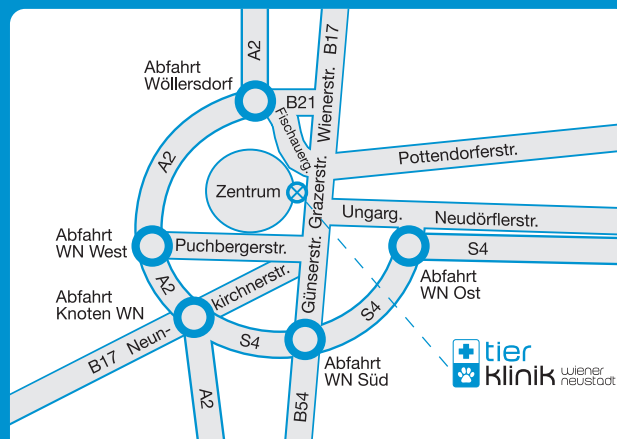 A2
B17
Abfahrt
Wöllersdorf
B21
Wienerstr.
Fischauerg.
Pottendorferstr.
A2
Zentrum
Grazerstr.
Ungarg.
Neudörflerstr.
Abfahrt
WN West
Puchbergerstr.
Günserstr.
S4
Abfahrt
WN Ost
A2
kirchnerstr.
Abfahrt
Knoten WN
S4
B17 Neun-
S4
Abfahrt
WN Süd
A2
B54
tier
klinik wiener
neustadt